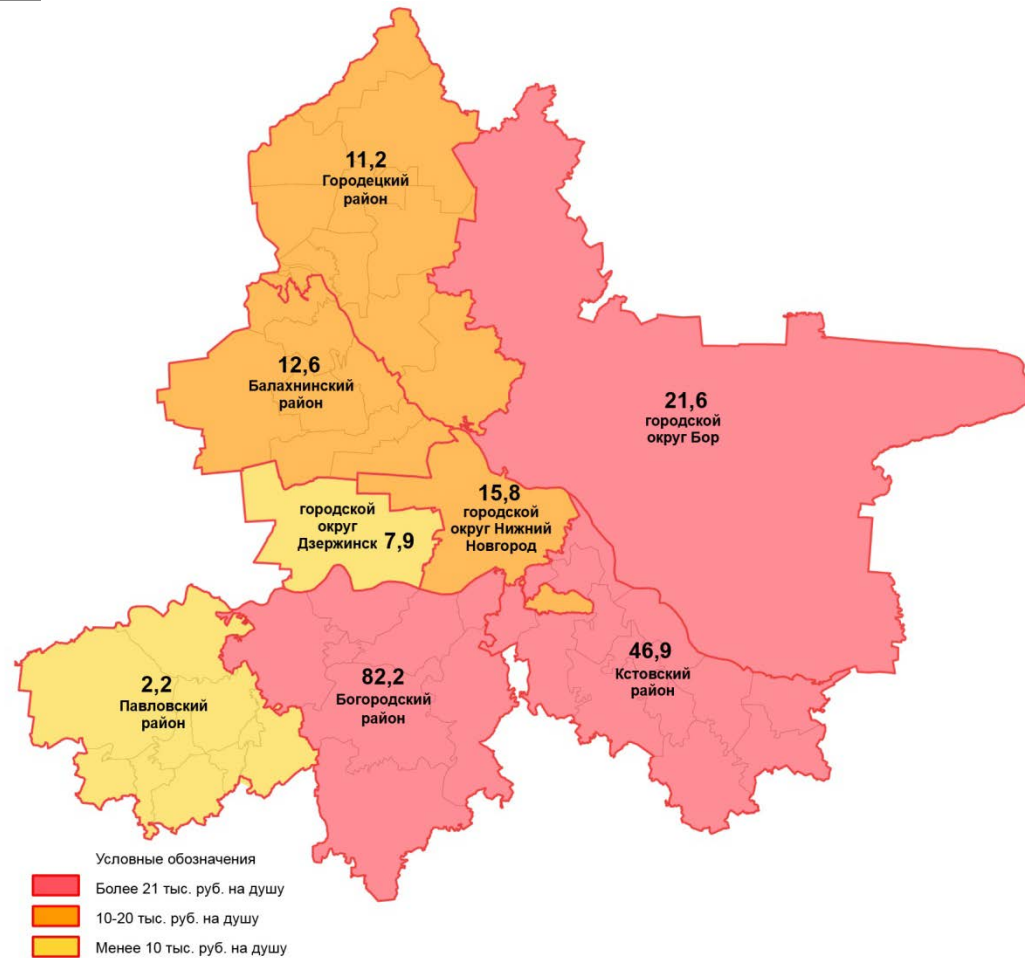 11,2
Городецкий
район
12,6
Балахнинский
район
21,6
городской
округ Бор
15,8
городской
округ Нижний
Новгород
городской
округ
Дзержинск 7,9
46,9
Кстовский
район
82,2
Богородский
район
2,2
Павловский
район
Условные обозначения
Более 21 тыс. руб. на душу
10-20 тыс. руб. на душу
Менее 10 тыс. руб. на душу